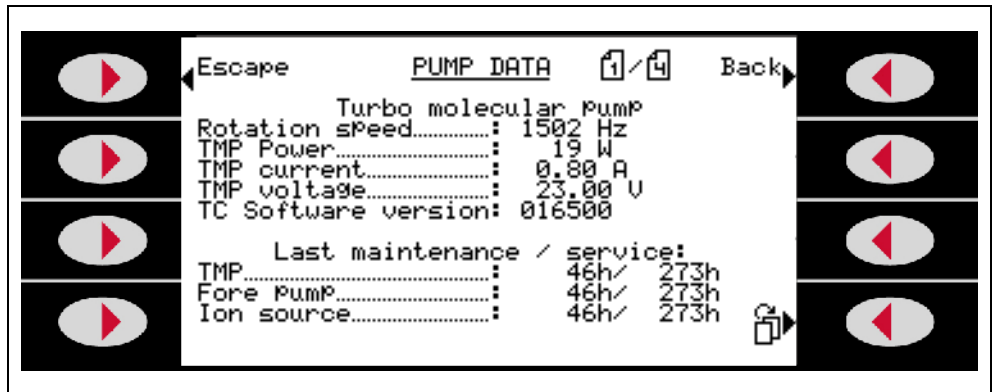 Escape PUMP DATA 1/4 Back
Turbo molecular pump
Rotation speed..........: 1502 Hz
TMP Power..........: 19 W
TMP current..........: 0.80 A
TMP voltage..........: 23.00 V
TC Software version: 016500
Last maintenance / service:
TMP..........: 46h/ 273h
Fore pump..........: 46h/ 273h
Ion source..........: 46h/ 273h